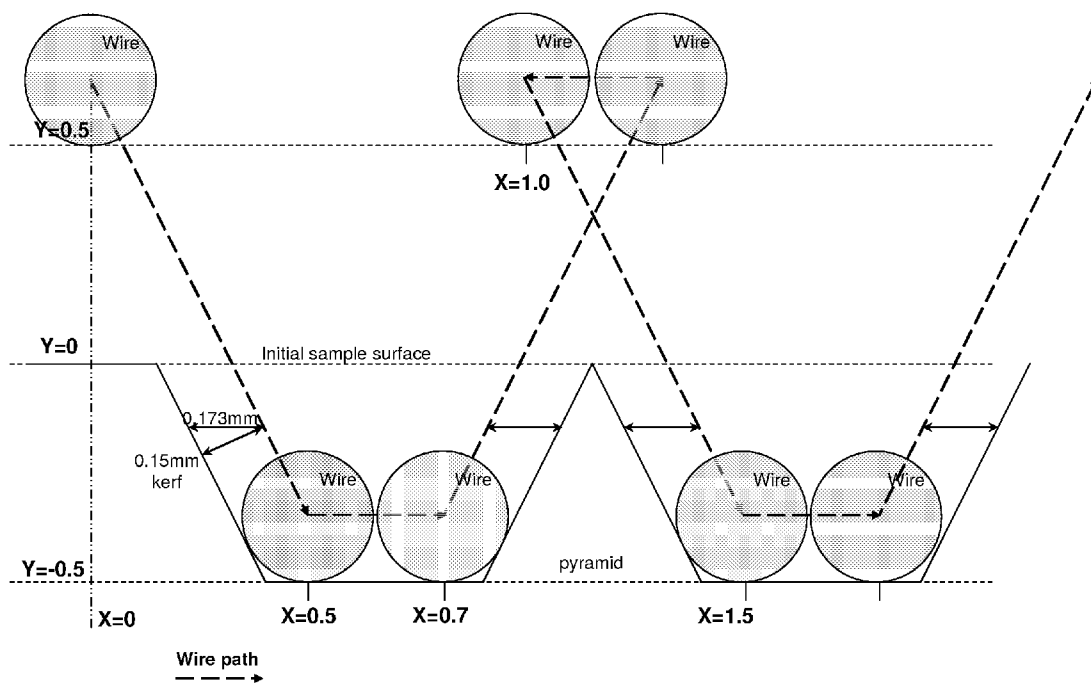 Wire
Wire
Wire
Y=0.5
X=1.0
Y=0
Initial sample surface
0.173mm
0.15mm
kerf
Wire
Wire
Wire
Wire
pyramid
Y=-0.5
X=0
X=0.5
X=0.7
X=1.5
Wire path